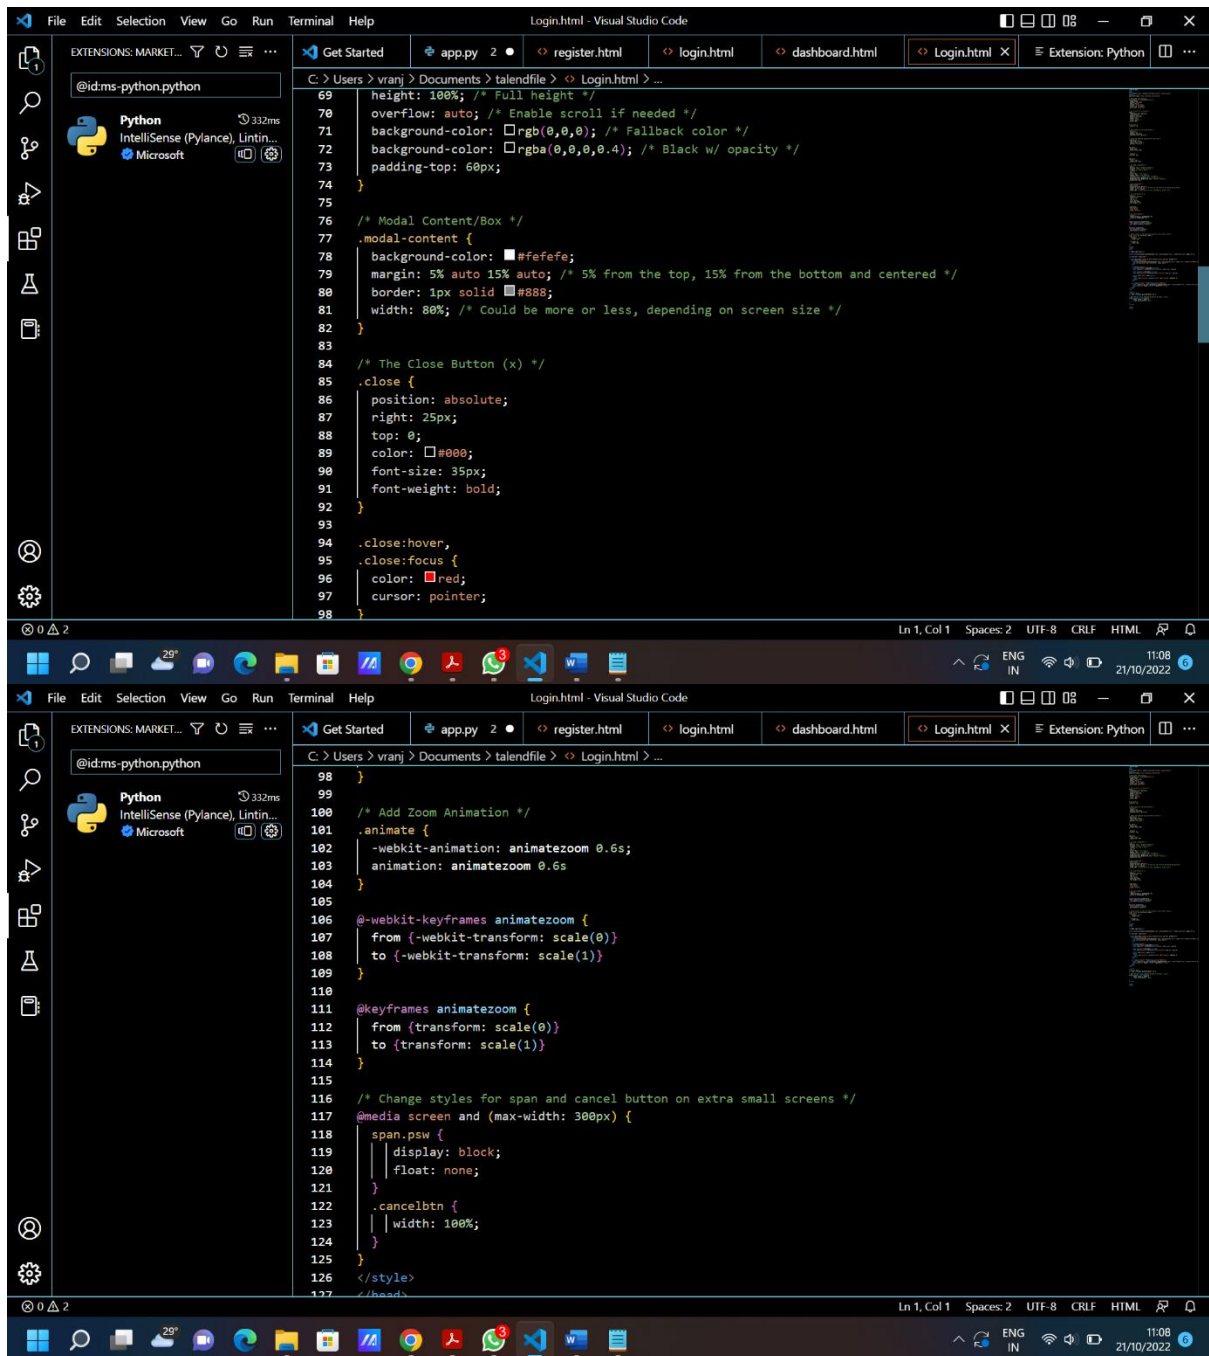 File Edit Selection View Go Run Terminal Help Login.html - Visual Studio Code
EXTENSIONS: MARKET... Get Started app.py 2 register.html login.html dashboard.html Login.html Extension: Python
C: > Users > vranj > Documents > talendfile > Login.html > ...
@id:ms-python.python
Python 332ms
IntelliSense (Pylance), Lintin...
Microsoft
69 height: 100%; /* Full height */
70 overflow: auto; /* Enable scroll if needed */
71 background-color: rgb(0,0,0); /* Fallback color */
72 background-color: rgba(0,0,0,0.4); /* Black w/ opacity */
73 padding-top: 60px;
74 }
75
76 /* Modal Content/Box */
77 .modal-content {
78 background-color: #fefefe;
79 margin: 5% auto 15% auto; /* 5% from the top, 15% from the bottom and centered */
80 border: 1px solid #888;
81 width: 80%; /* Could be more or less, depending on screen size */
82 }
83
84 /* The Close Button (x) */
85 .close {
86 position: absolute;
87 right: 25px;
88 top: 0;
89 color: #000;
90 font-size: 35px;
91 font-weight: bold;
92 }
93
94 .close:hover,
95 .close:focus {
96 color: red;
97 cursor: pointer;
98 }
0 2 Ln 1, Col 1 Spaces: 2 UTF-8 CRLF HTML
29° 3 ENG IN 11:08 21/10/2022 6
File Edit Selection View Go Run Terminal Help Login.html - Visual Studio Code
EXTENSIONS: MARKET... Get Started app.py 2 register.html login.html dashboard.html Login.html Extension: Python
C: > Users > vranj > Documents > talendfile > Login.html > ...
@id:ms-python.python
Python 332ms
IntelliSense (Pylance), Lintin...
Microsoft
98 }
99
100 /* Add Zoom Animation */
101 .animate {
102 -webkit-animation: animatezoom 0.6s;
103 animation: animatezoom 0.6s
104 }
105
106 @-webkit-keyframes animatezoom {
107 from {-webkit-transform: scale(0)}
108 to {-webkit-transform: scale(1)}
109 }
110
111 @keyframes animatezoom {
112 from {transform: scale(0)}
113 to {transform: scale(1)}
114 }
115
116 /* Change styles for span and cancel button on extra small screens */
117 @media screen and (max-width: 300px) {
118 span.psw {
119 display: block;
120 float: none;
121 }
122 .cancelbtn {
123 width: 100%;
124 }
125 }
126 </style>
127 </head>
0 2 Ln 1, Col 1 Spaces: 2 UTF-8 CRLF HTML
29° 3 ENG IN 11:08 21/10/2022 6